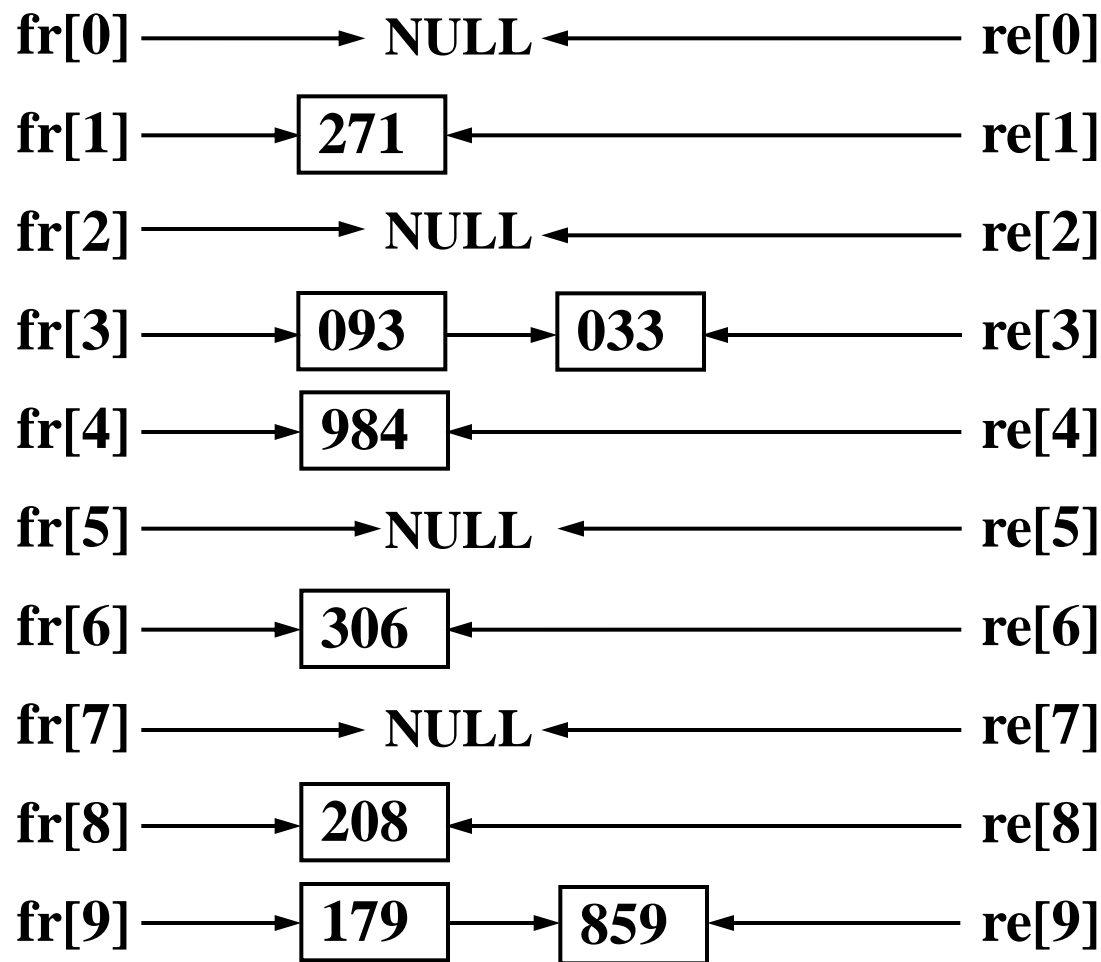 fr[0] NULL re[0]
fr[1] 271 re[1]
fr[2] NULL re[2]
fr[3] 093 033 re[3]
fr[4] 984 re[4]
fr[5] NULL re[5]
fr[6] 306 re[6]
fr[7] NULL re[7]
fr[8] 208 re[8]
fr[9] 179 859 re[9]